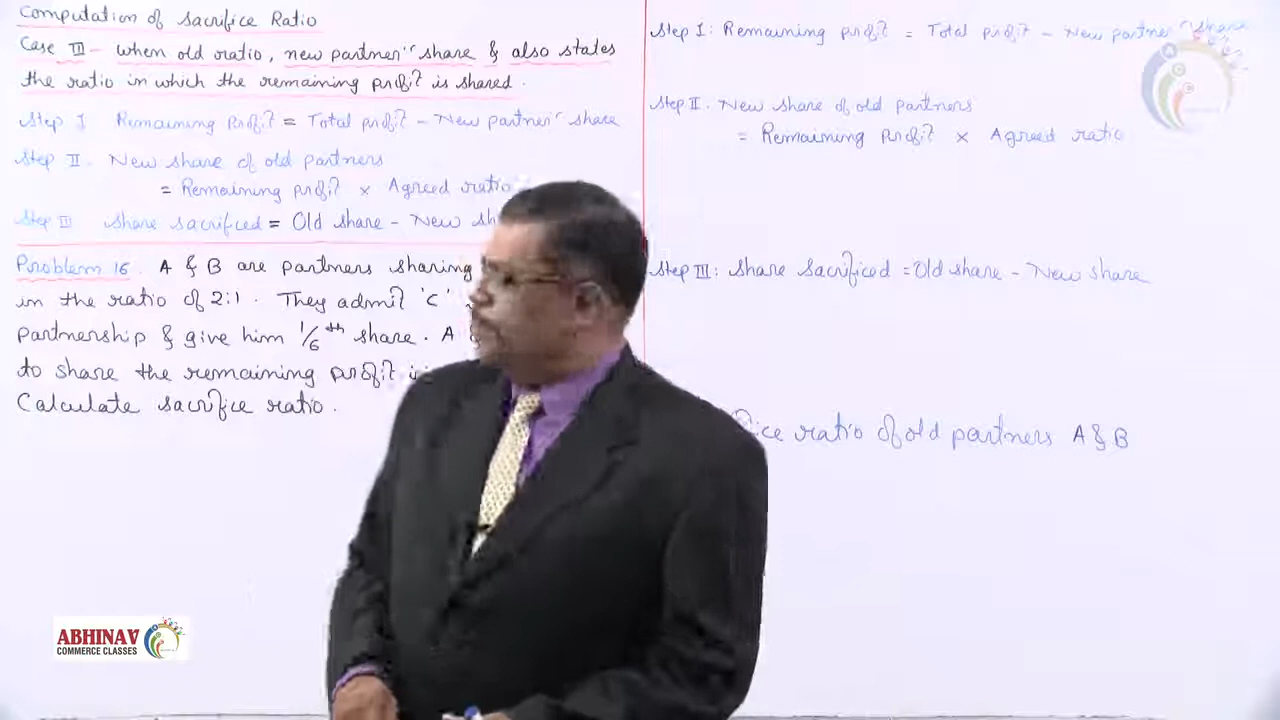 Computation of Sacrifice Ratio
Case III - when old ratio, new partner's share & also states
the ratio in which the remaining profit is shared.
Step I Remaining profit = Total profit - New partner's share
Step II. New share of old partners
= Remaining profit × Agreed ratio
Step III Share sacrificed = Old share - New sh
Problem 16. A & B are partners sharing
in the ratio of 2:1. They admit 'C'
partnership & give him 1/6th share. A
to share the remaining profit
Calculate sacrifice ratio.
Step I: Remaining profit = Total profit - New partner's share
Step II. New share of old partners
= Remaining profit × Agreed ratio
Step III: Share sacrificed = Old share - New share
ratio of old partners A & B
ABHINAV
COMMERCE CLASSES